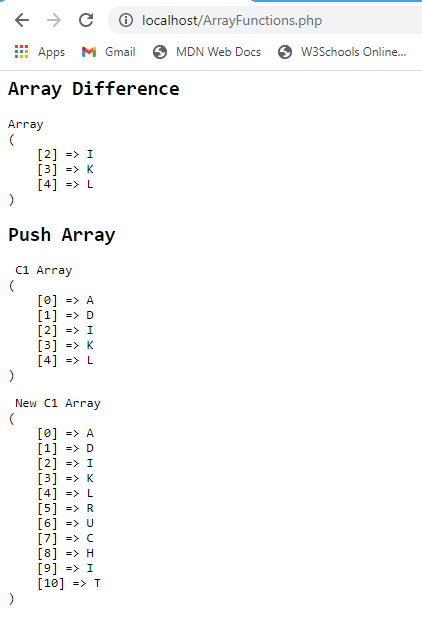 localhost/ArrayFunctions.php
Apps Gmail MDN Web Docs W3Schools Online...
Array Difference
Array
(
[2] => I
[3] => K
[4] => L
)
Push Array
C1 Array
(
[0] => A
[1] => D
[2] => I
[3] => K
[4] => L
)
New C1 Array
(
[0] => A
[1] => D
[2] => I
[3] => K
[4] => L
[5] => R
[6] => U
[7] => C
[8] => H
[9] => I
[10] => T
)